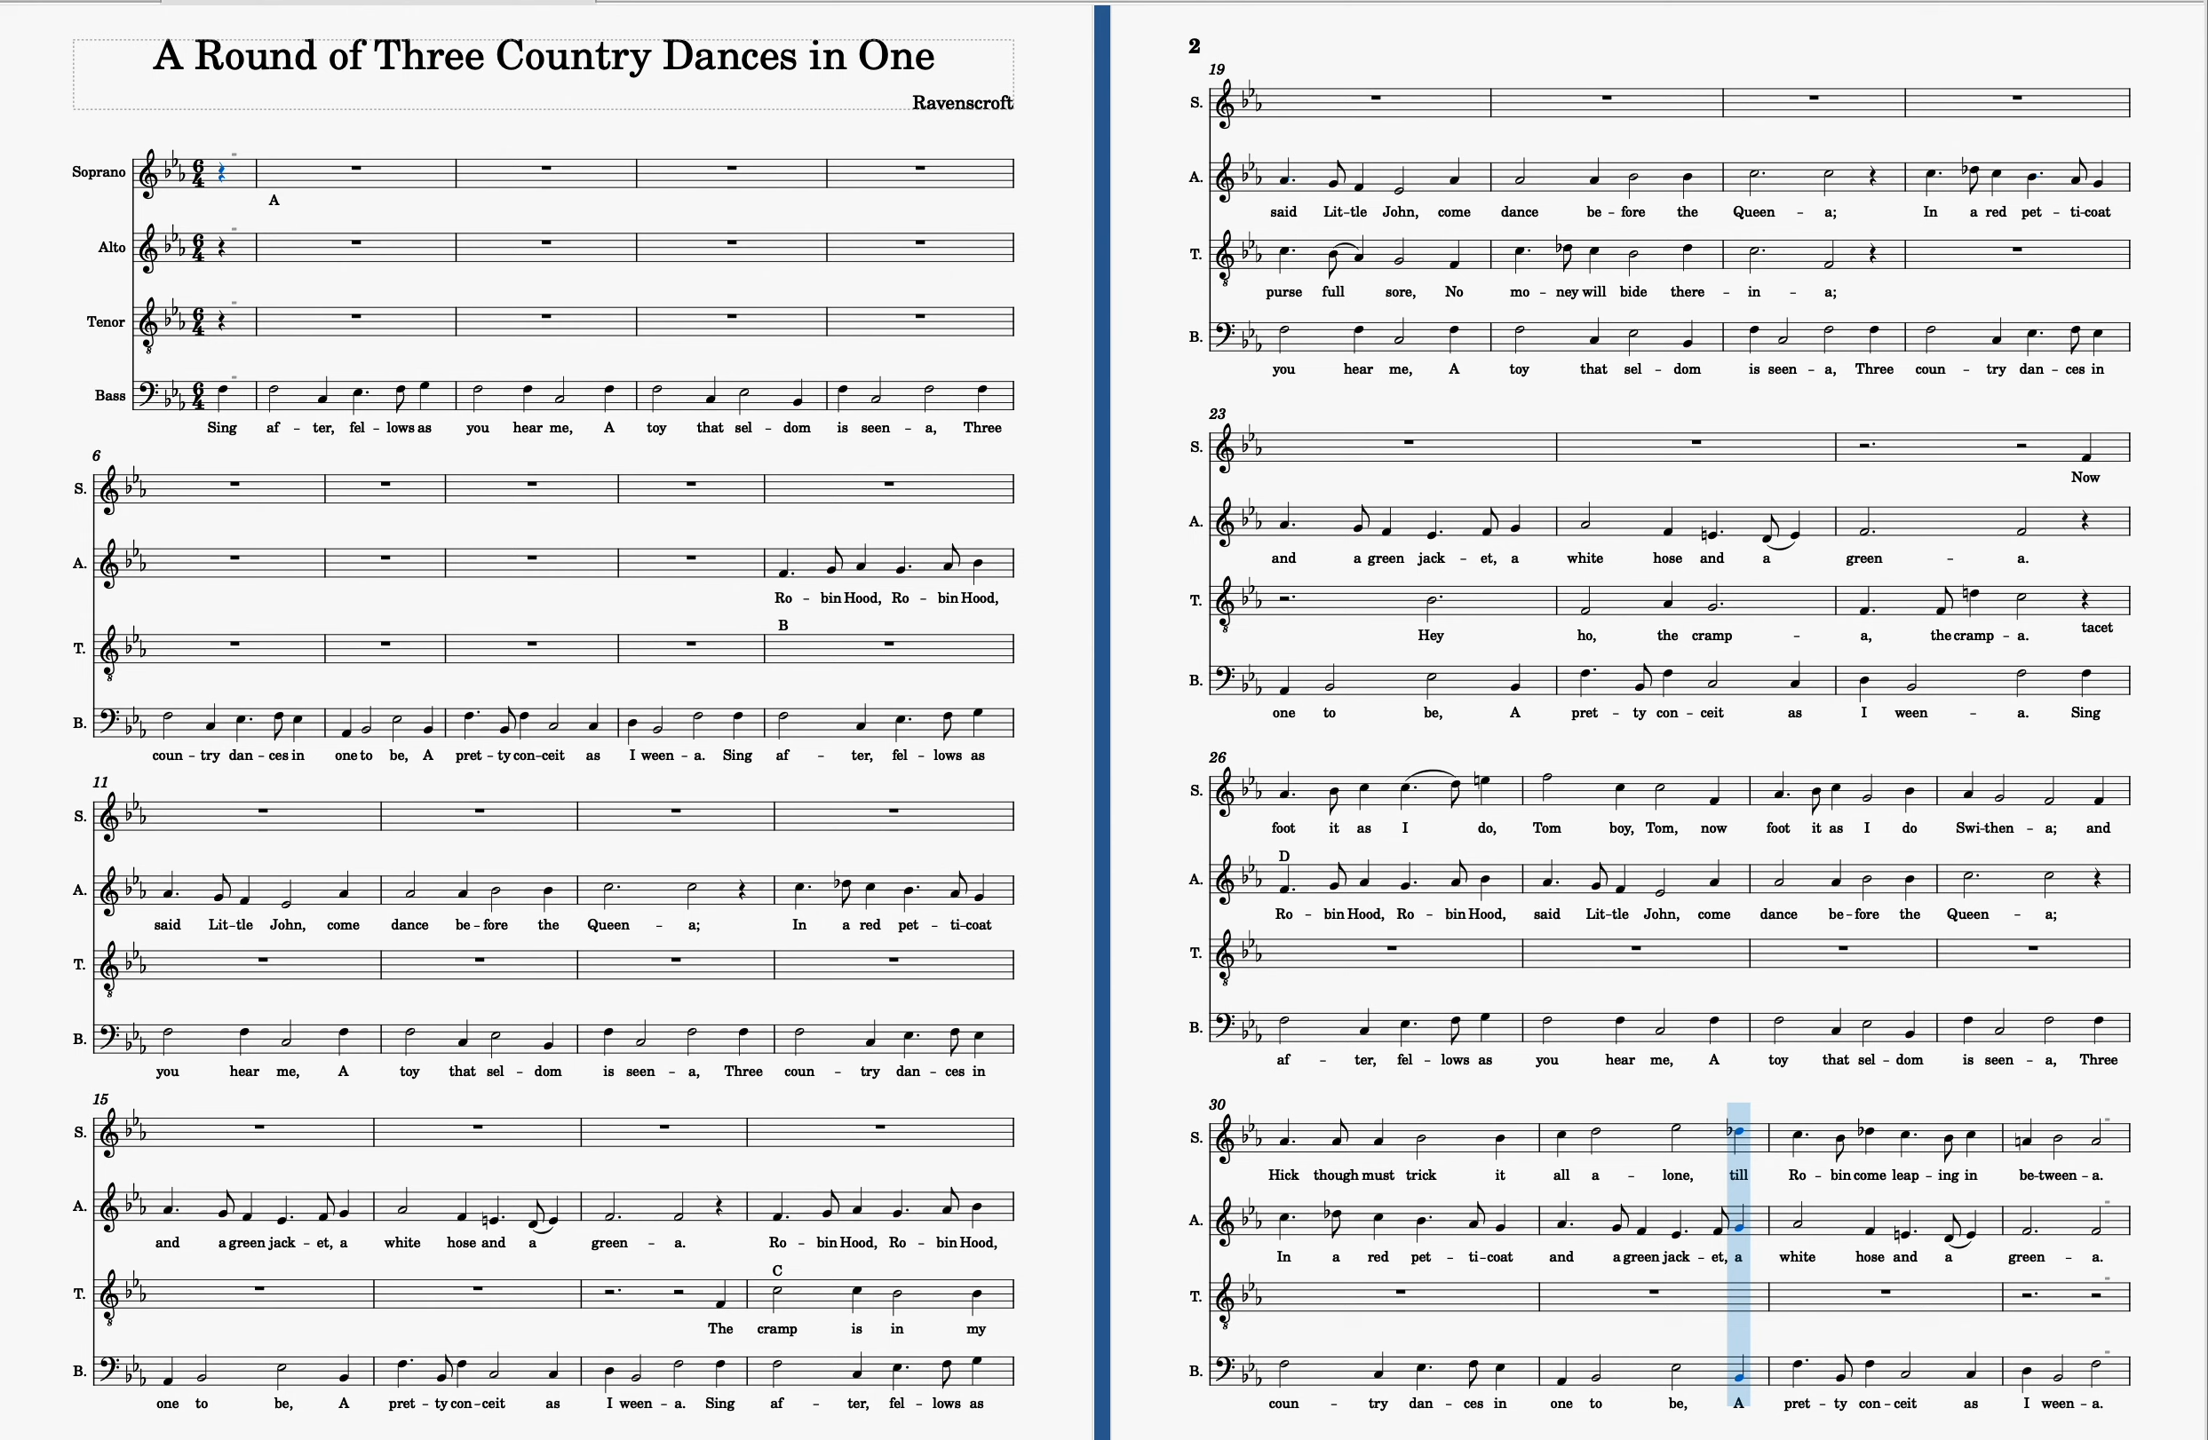 A Round of Three Country Dances in One
Ravenscroft
Soprano
A
Alto
Tenor
Bass
Sing af - ter, fel - lows as you hear me, A toy that sel - dom is seen - a, Three
6
S.
A.
Ro - bin Hood, Ro - bin Hood,
B
T.
B.
coun - try dan - ces in one to be, A pret - ty con - ceit as I ween - a. Sing af - ter, fel - lows as
11
S.
A.
said Lit - tle John, come dance be - fore the Queen - a; In a red pet - ti - coat
T.
B.
you hear me, A toy that sel - dom is seen - a, Three coun - try dan - ces in
15
S.
A.
and a green jack - et, a white hose and a green - a. Ro - bin Hood, Ro - bin Hood,
C
T.
The cramp is in my
B.
one to be, A pret - ty con - ceit as I ween - a. Sing af - ter, fel - lows as
2
19
S.
A.
said Lit - tle John, come dance be - fore the Queen - a; In a red pet - ti - coat
T.
purse full sore, No mo - ney will bide there - in - a;
B.
you hear me, A toy that sel - dom is seen - a, Three coun - try dan - ces in
23
S.
Now
A.
and a green jack - et, a white hose and a green - a.
T.
Hey ho, the cramp - a, the cramp - a. tacet
B.
one to be, A pret - ty con - ceit as I ween - a. Sing
26
S.
foot it as I do, Tom boy, Tom, now foot it as I do Swi - then - a; and
D
A.
Ro - bin Hood, Ro - bin Hood, said Lit - tle John, come dance be - fore the Queen - a;
T.
B.
af - ter, fel - lows as you hear me, A toy that sel - dom is seen - a, Three
30
S.
Hick though must trick it all a - lone, till Ro - bin come leap - ing in be - tween - a.
A.
In a red pet - ti - coat and a green jack - et, a white hose and a green - a.
T.
B.
coun - try dan - ces in one to be, A pret - ty con - ceit as I ween - a.